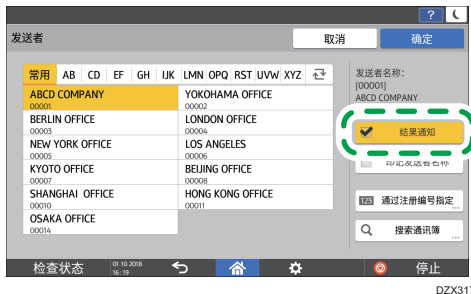 ?
发送者
取消
确定
常用 AB CD EF GH IJK LMN OPQ RST UVW XYZ
ABCD COMPANY
00001
YOKOHAMA OFFICE
00002
BERLIN OFFICE
00003
LONDON OFFICE
00004
NEW YORK OFFICE
00005
LOS ANGELES
00006
KYOTO OFFICE
00007
BEIJING OFFICE
00008
SHANGHAI OFFICE
00010
HONG KONG OFFICE
00011
OSAKA OFFICE
00014
发送者名称:
[00001]
ABCD COMPANY
结果通知
印记发送者名称
123 通过注册编号指定
...
搜索通讯簿
...
检查状态
01 10 2018
16:19
停止
DZX31